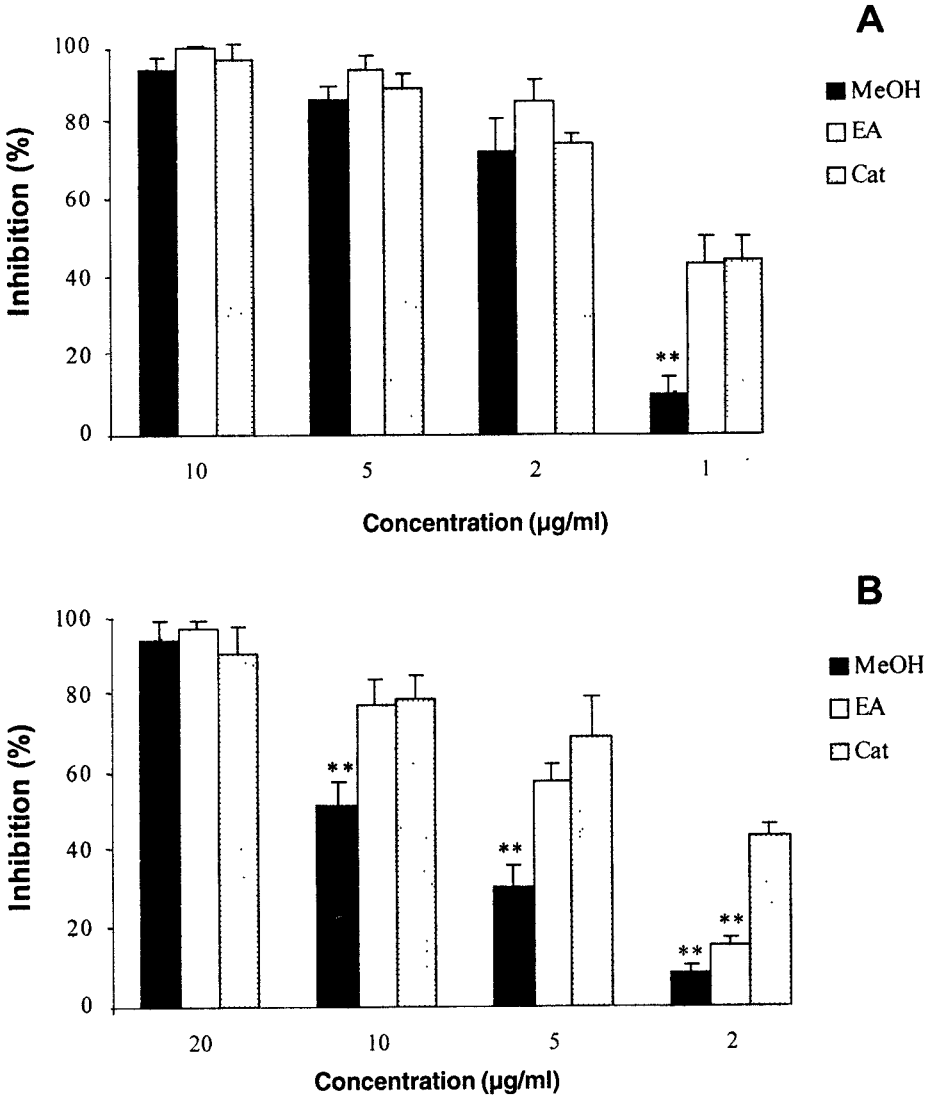 A
MeOH
EA
Cat
Inhibition (%)
100
80
60
40
20
0
**
10
5
2
1
Concentration (µg/ml)
B
MeOH
EA
Cat
Inhibition (%)
100
80
60
40
20
0
**
**
**
**
20
10
5
2
Concentration (µg/ml)